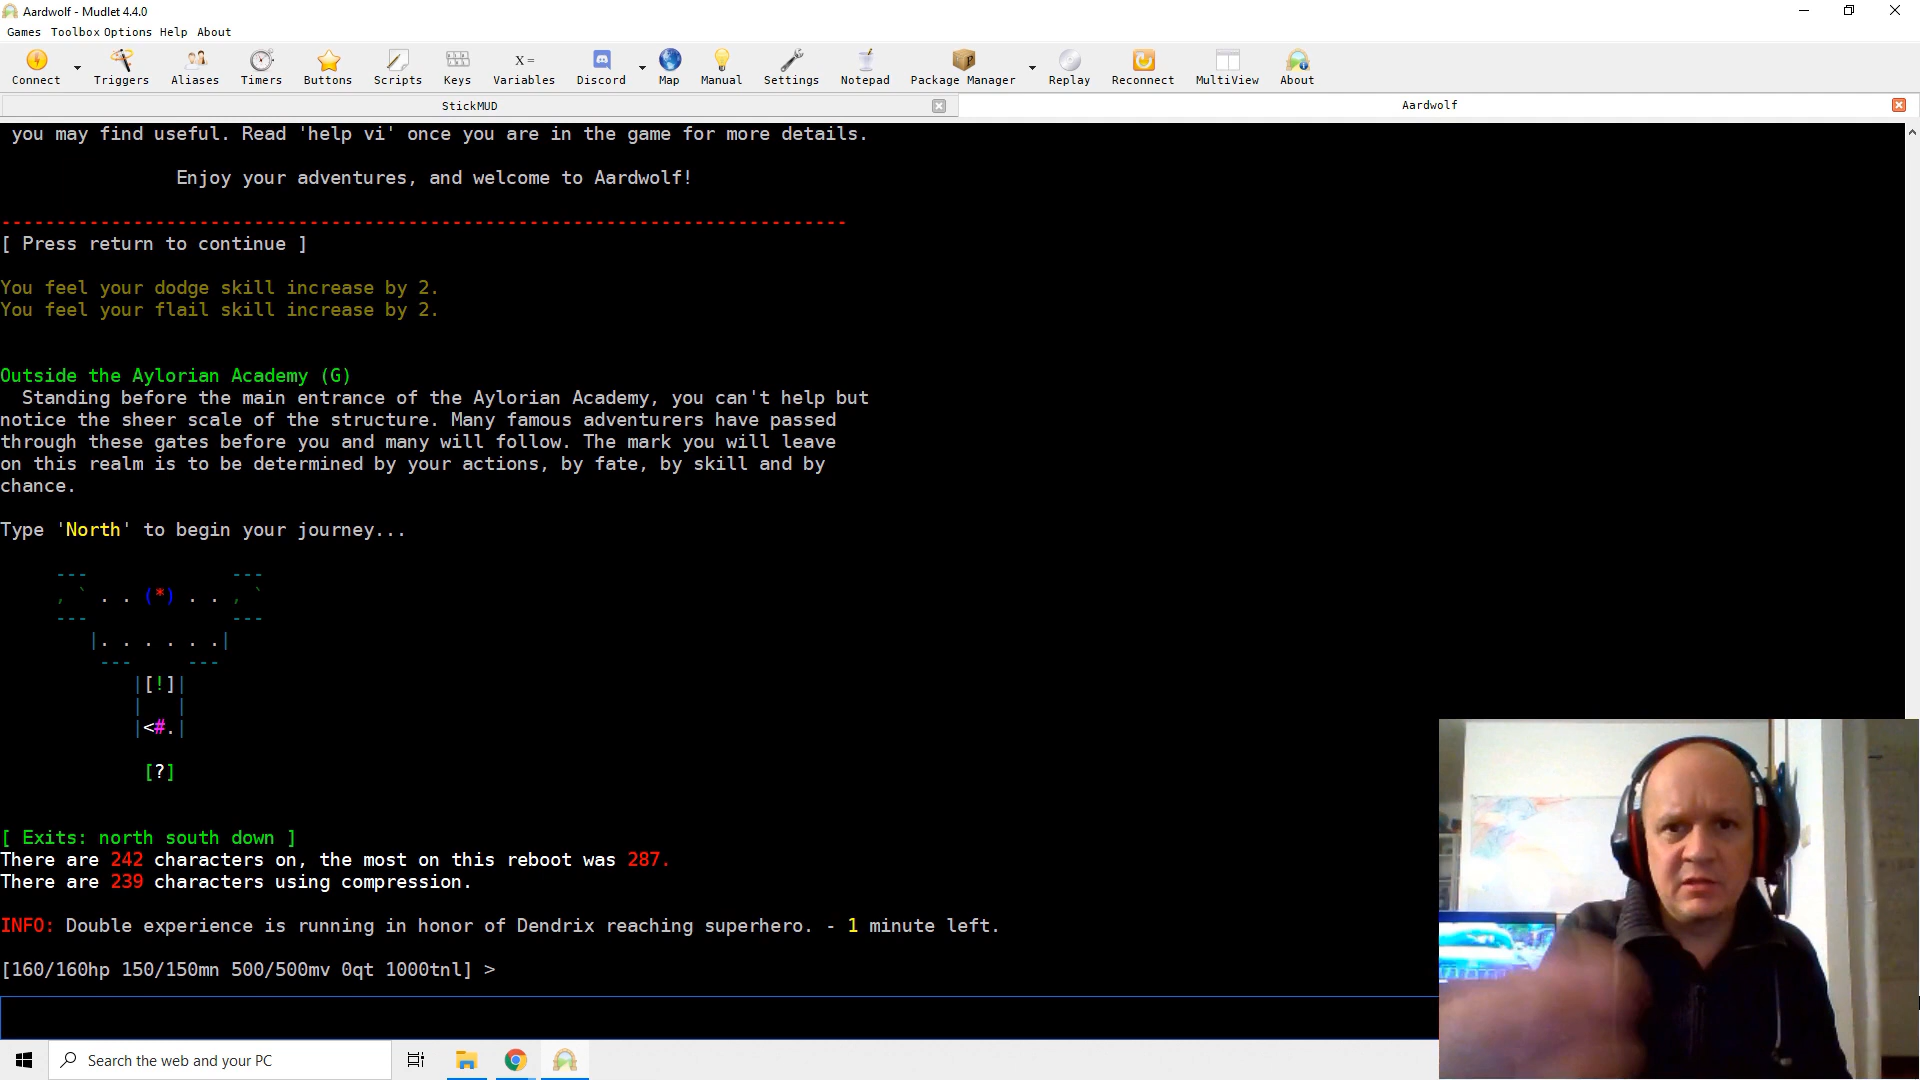 Aardwolf - Mudlet 4.4.0
Games Toolbox Options Help About
Connect Triggers Aliases Timers Buttons Scripts Keys Variables Discord Map Manual Settings Notepad Package Manager Replay Reconnect MultiView About
X =
StickMUD Aardwolf
you may find useful. Read 'help vi' once you are in the game for more details.
Enjoy your adventures, and welcome to Aardwolf!
--------------------------------------------------------------------------------
[ Press return to continue ]
You feel your dodge skill increase by 2.
You feel your flail skill increase by 2.
Outside the Aylorian Academy (G)
Standing before the main entrance of the Aylorian Academy, you can't help but
notice the sheer scale of the structure. Many famous adventurers have passed
through these gates before you and many will follow. The mark you will leave
on this realm is to be determined by your actions, by fate, by skill and by
chance.
Type 'North' to begin your journey...
--- ---
, ` . . (*) . . , `
--- ---
|. . . . . .|
--- ---
|[!]|
| |
|<#.|
[?]
[ Exits: north south down ]
There are 242 characters on, the most on this reboot was 287.
There are 239 characters using compression.
INFO: Double experience is running in honor of Dendrix reaching superhero. - 1 minute left.
[160/160hp 150/150mn 500/500mv 0qt 1000tnl] >
Search the web and your PC